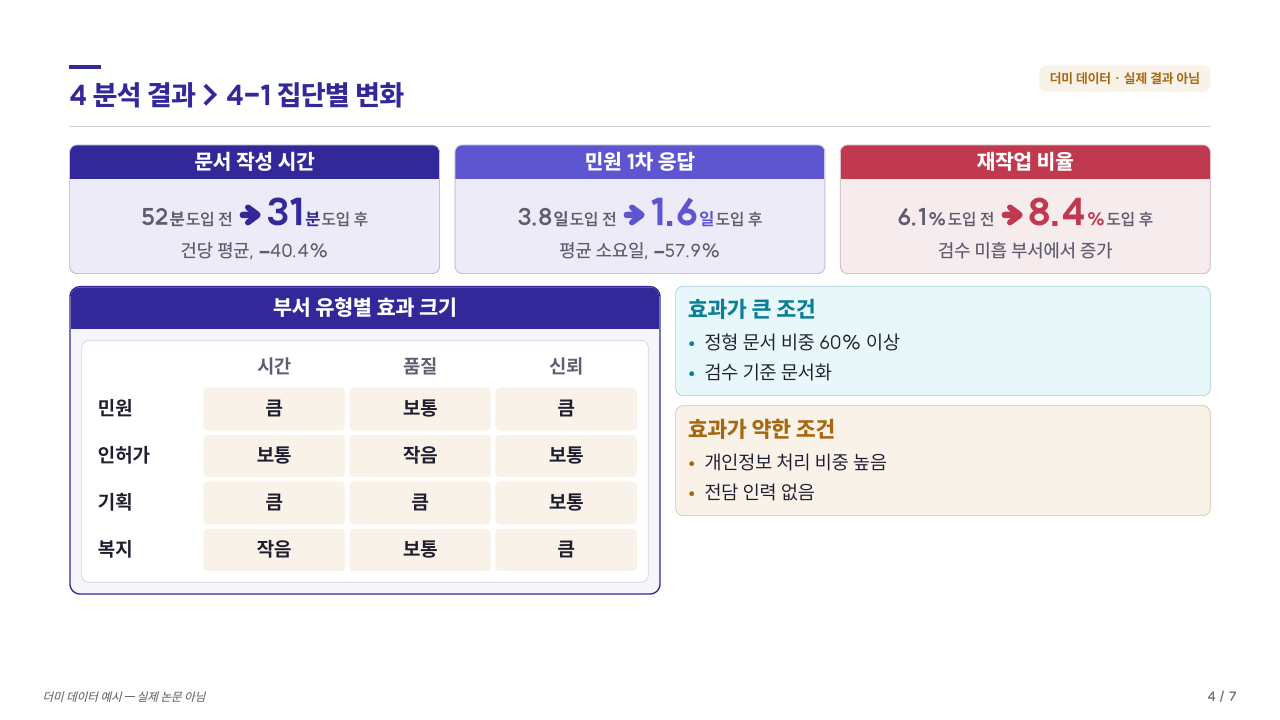 4 분석 결과 > 4-1 집단별 변화
더미 데이터 · 실제 결과 아님
문서 작성 시간
52분도입 전 ➜ 31분도입 후
건당 평균, −40.4%
민원 1차 응답
3.8일도입 전 ➜ 1.6일도입 후
평균 소요일, −57.9%
재작업 비율
6.1%도입 전 ➜ 8.4%도입 후
검수 미흡 부서에서 증가
부서 유형별 효과 크기
시간 품질 신뢰
민원 큼 보통 큼
인허가 보통 작음 보통
기획 큼 큼 보통
복지 작음 보통 큼
효과가 큰 조건
• 정형 문서 비중 60% 이상
• 검수 기준 문서화
효과가 약한 조건
• 개인정보 처리 비중 높음
• 전담 인력 없음
더미 데이터 예시 — 실제 논문 아님
4 / 7